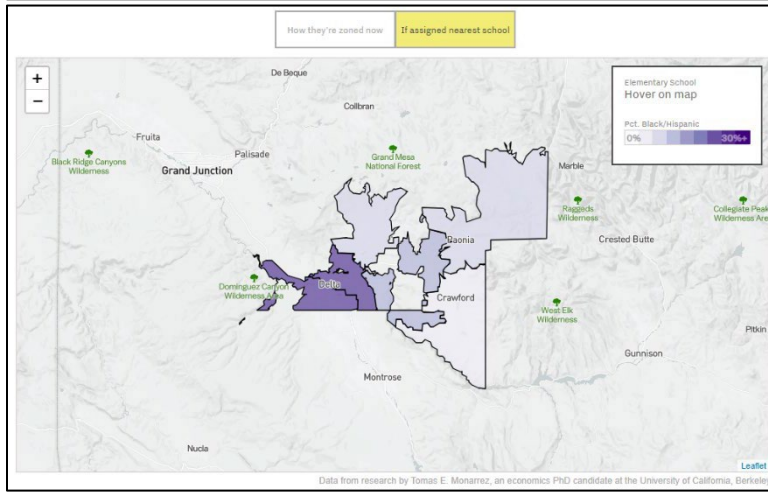 How they're zoned now
If assigned nearest school
+
−
De Beque
Collbran
Fruita
Palisade
Grand Junction
Black Ridge Canyons
Wilderness
Grand Mesa
National Forest
Marble
Raggeds
Wilderness
Collegiate Peak
Wilderness Are
Crested Butte
Paonia
Dominguez Canyon
Wilderness Area
Delta
Crawford
West Elk
Wilderness
Pitkin
Gunnison
Montrose
Nucla
Elementary School
Hover on map
Pct. Black/Hispanic
0%
30%+
Leaflet
Data from research by Tomas E. Monarrez, an economics PhD candidate at the University of California, Berkeley